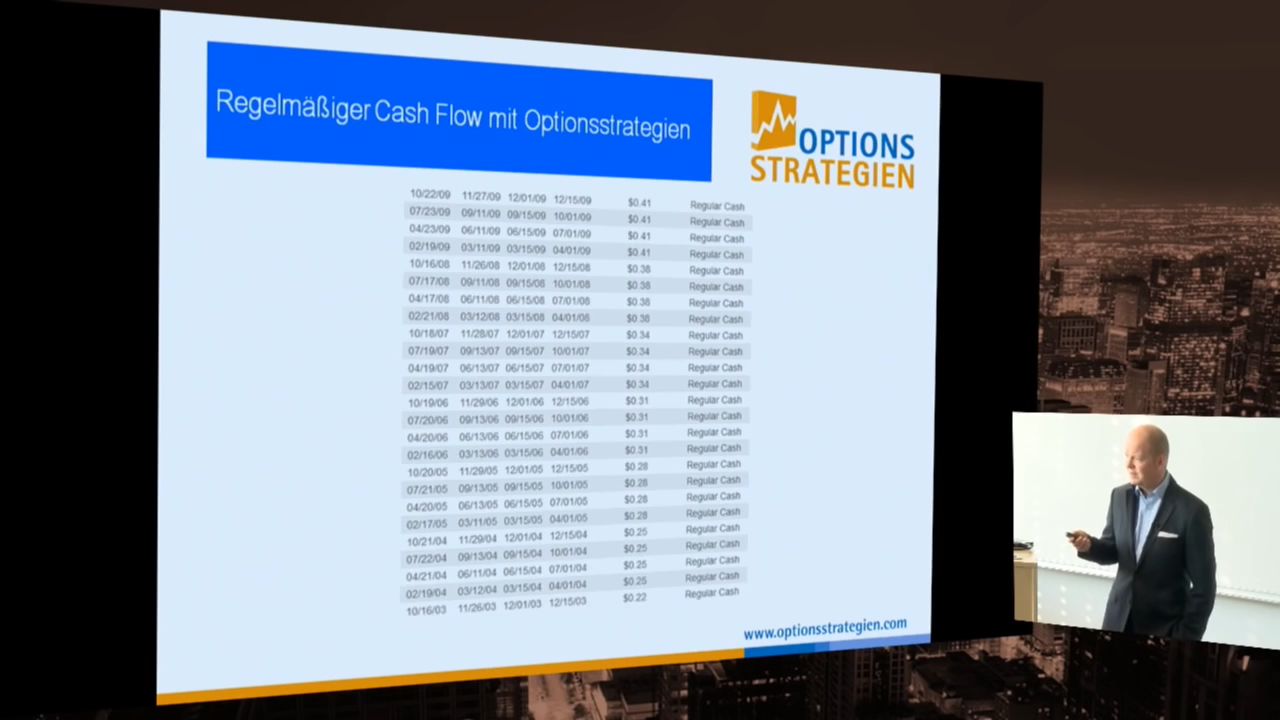 Regelmäßiger Cash Flow mit Optionsstrategien
OPTIONS
STRATEGIEN
10/22/09 11/27/09 12/01/09 12/15/09 $0.41 Regular Cash
07/23/09 09/11/09 09/15/09 10/01/09 $0.41 Regular Cash
04/23/09 06/11/09 06/15/09 07/01/09 $0.41 Regular Cash
02/19/09 03/11/09 03/15/09 04/01/09 $0.41 Regular Cash
10/16/08 11/26/08 12/01/08 12/15/08 $0.38 Regular Cash
07/17/08 09/11/08 09/15/08 10/01/08 $0.38 Regular Cash
04/17/08 06/11/08 06/15/08 07/01/08 $0.38 Regular Cash
02/21/08 03/12/08 03/15/08 04/01/08 $0.38 Regular Cash
10/18/07 11/28/07 12/01/07 12/15/07 $0.34 Regular Cash
07/19/07 09/13/07 09/15/07 10/01/07 $0.34 Regular Cash
04/19/07 06/13/07 06/15/07 07/01/07 $0.34 Regular Cash
02/15/07 03/13/07 03/15/07 04/01/07 $0.34 Regular Cash
10/19/06 11/29/06 12/01/06 12/15/06 $0.31 Regular Cash
07/20/06 09/13/06 09/15/06 10/01/06 $0.31 Regular Cash
04/20/06 06/13/06 06/15/06 07/01/06 $0.31 Regular Cash
02/16/06 03/13/06 03/15/06 04/01/06 $0.31 Regular Cash
10/20/05 11/29/05 12/01/05 12/15/05 $0.28 Regular Cash
07/21/05 09/13/05 09/15/05 10/01/05 $0.28 Regular Cash
04/20/05 06/13/05 06/15/05 07/01/05 $0.28 Regular Cash
02/17/05 03/11/05 03/15/05 04/01/05 $0.28 Regular Cash
10/21/04 11/29/04 12/01/04 12/15/04 $0.25 Regular Cash
07/22/04 09/13/04 09/15/04 10/01/04 $0.25 Regular Cash
04/21/04 06/11/04 06/15/04 07/01/04 $0.25 Regular Cash
02/19/04 03/12/04 03/15/04 04/01/04 $0.25 Regular Cash
10/16/03 11/26/03 12/01/03 12/15/03 $0.22 Regular Cash
www.optionsstrategien.com